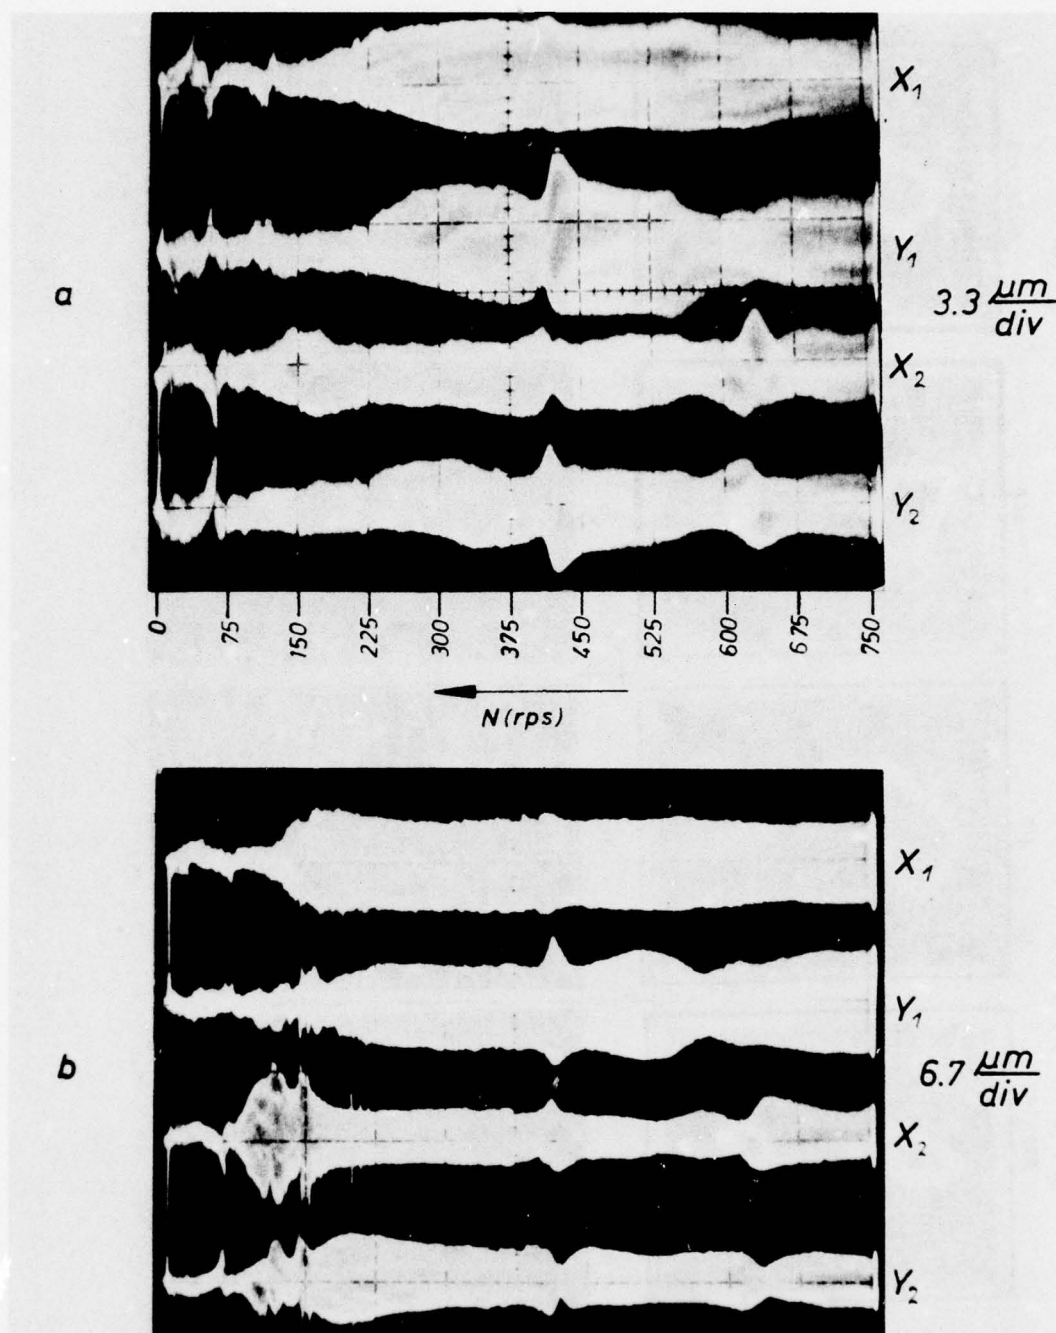 X₁
Y₁
a
3.3 μm/div
X₂
Y₂
0 75 150 225 300 375 450 525 600 675 750
N (rps)
X₁
Y₁
b
6.7 μm/div
X₂
Y₂